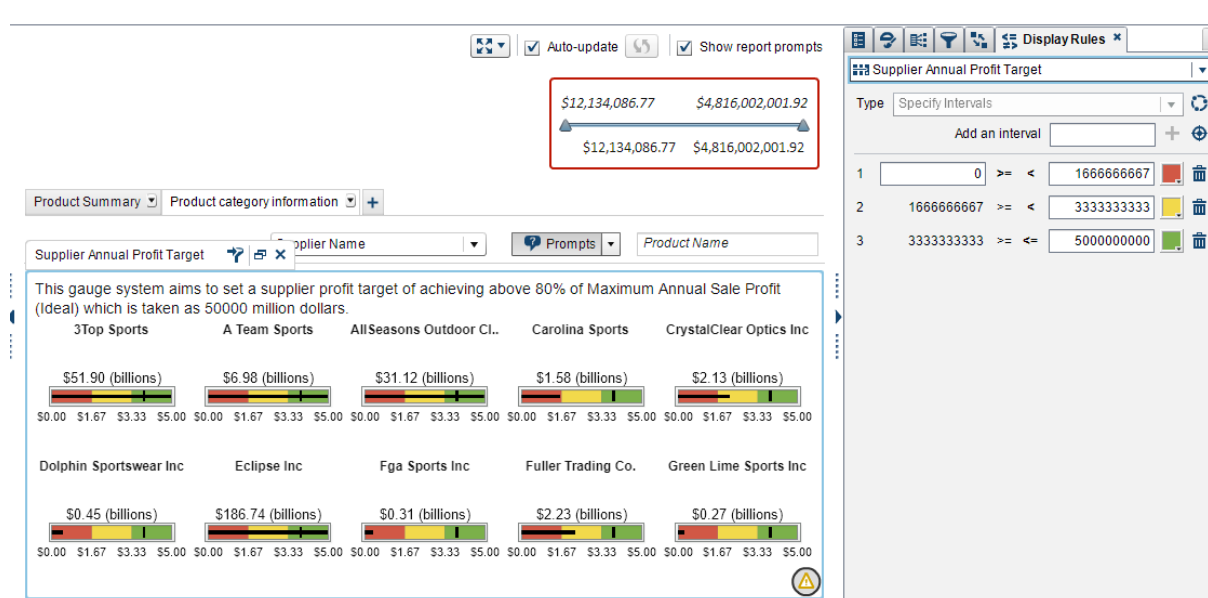 Auto-update
Show report prompts
Display Rules
Supplier Annual Profit Target
Type Specify Intervals
Add an interval
1 0 >= < 1666666667
2 1666666667 >= < 3333333333
3 3333333333 >= <= 5000000000
$12,134,086.77 $4,816,002,001.92
$12,134,086.77 $4,816,002,001.92
Product Summary Product category information +
Supplier Annual Profit Target
Name
Prompts
Product Name
This gauge system aims to set a supplier profit target of achieving above 80% of Maximum Annual Sale Profit
(Ideal) which is taken as 50000 million dollars.
3Top Sports A Team Sports AllSeasons Outdoor Cl.. Carolina Sports CrystalClear Optics Inc
$51.90 (billions) $6.98 (billions) $31.12 (billions) $1.58 (billions) $2.13 (billions)
$0.00 $1.67 $3.33 $5.00 $0.00 $1.67 $3.33 $5.00 $0.00 $1.67 $3.33 $5.00 $0.00 $1.67 $3.33 $5.00 $0.00 $1.67 $3.33 $5.00
Dolphin Sportswear Inc Eclipse Inc Fga Sports Inc Fuller Trading Co. Green Lime Sports Inc
$0.45 (billions) $186.74 (billions) $0.31 (billions) $2.23 (billions) $0.27 (billions)
$0.00 $1.67 $3.33 $5.00 $0.00 $1.67 $3.33 $5.00 $0.00 $1.67 $3.33 $5.00 $0.00 $1.67 $3.33 $5.00 $0.00 $1.67 $3.33 $5.00